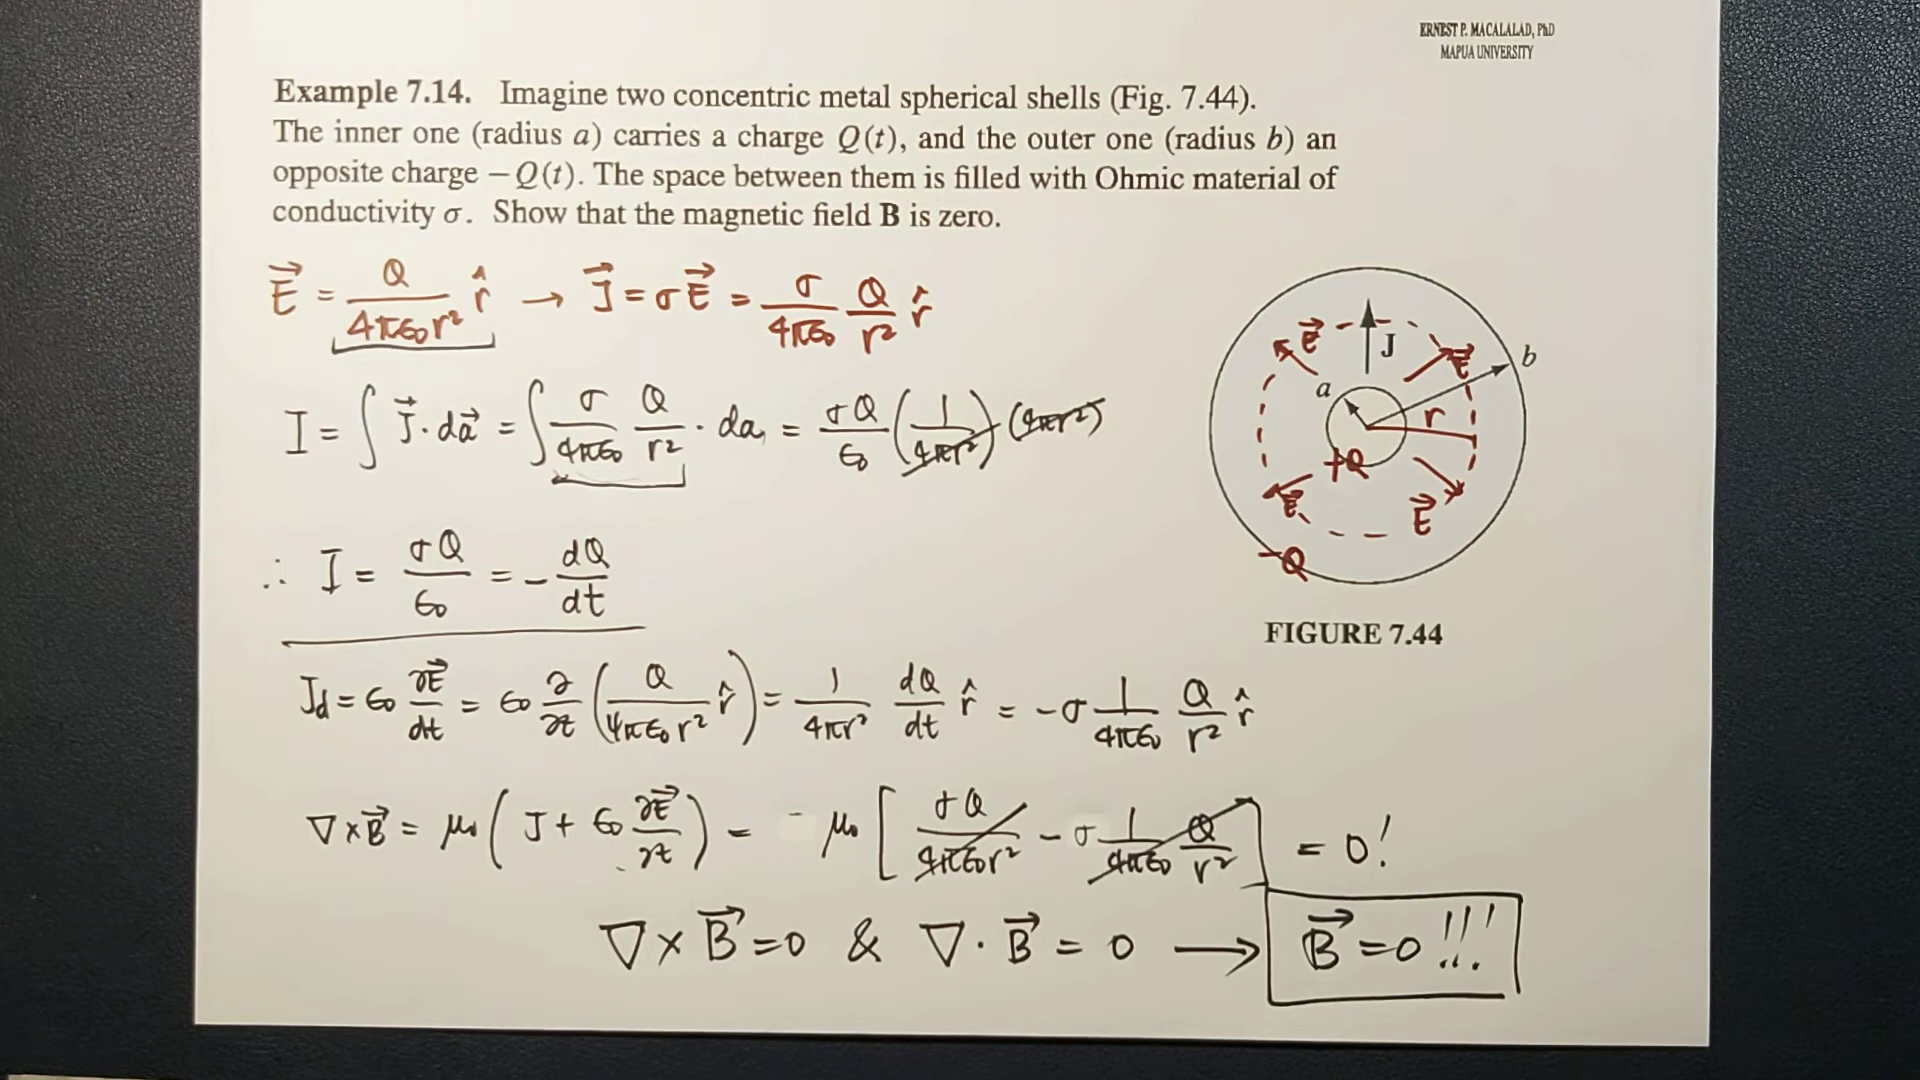 ERNEST P. MACALALAD, PhD
MAPUA UNIVERSITY
Example 7.14. Imagine two concentric metal spherical shells (Fig. 7.44).
The inner one (radius a) carries a charge Q(t), and the outer one (radius b) an
opposite charge −Q(t). The space between them is filled with Ohmic material of
conductivity σ. Show that the magnetic field B is zero.
E⃗ = Q/(4πϵ₀r²) r̂ → J⃗ = σE⃗ = σ/(4πϵ₀) Q/r² r̂
I = ∫ J⃗·da⃗ = ∫ σ/(4πϵ₀) Q/r² · da = σQ/ϵ₀ (1/(4πr²)) (4πr²)
∴ I = σQ/ϵ₀ = − dQ/dt
J_d = ϵ₀ ∂E⃗/dt = ϵ₀ ∂/∂t (Q/(4πϵ₀r²) r̂) = 1/(4πr²) dQ/dt r̂ = −σ 1/(4πϵ₀) Q/r² r̂
∇×B⃗ = μ₀ (J + ϵ₀ ∂E⃗/∂t) = μ₀ [σQ/(4πϵ₀r²) − σ 1/(4πϵ₀) Q/r²] = 0!
∇×B⃗ = 0 & ∇·B⃗ = 0 → B⃗ = 0 !!!
E⃗
J
E⃗
b
a
r
+Q
E⃗
E⃗
−Q
FIGURE 7.44